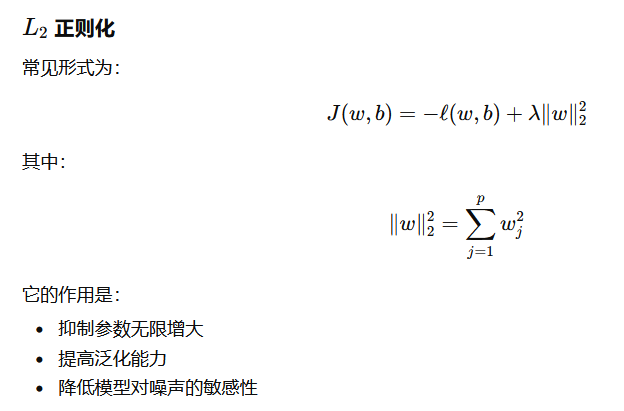 L₂ 正则化
常见形式为：
J(w, b) = −ℓ(w, b) + λ‖w‖₂²
其中：
‖w‖₂² = ∑_{j=1}^{p} w_j²
它的作用是：
• 抑制参数无限增大
• 提高泛化能力
• 降低模型对噪声的敏感性